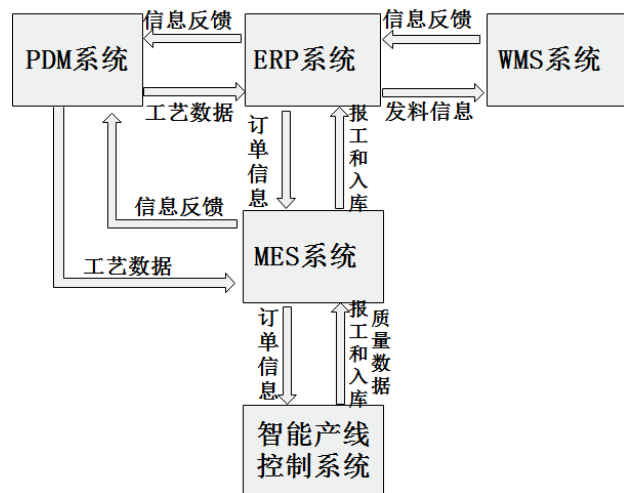 信息反馈
信息反馈
PDM系统
ERP系统
WMS系统
工艺数据
发料信息
订单信息
报工和入库
信息反馈
MES系统
工艺数据
订单信息
报工和入库
质量数据
智能产线
控制系统